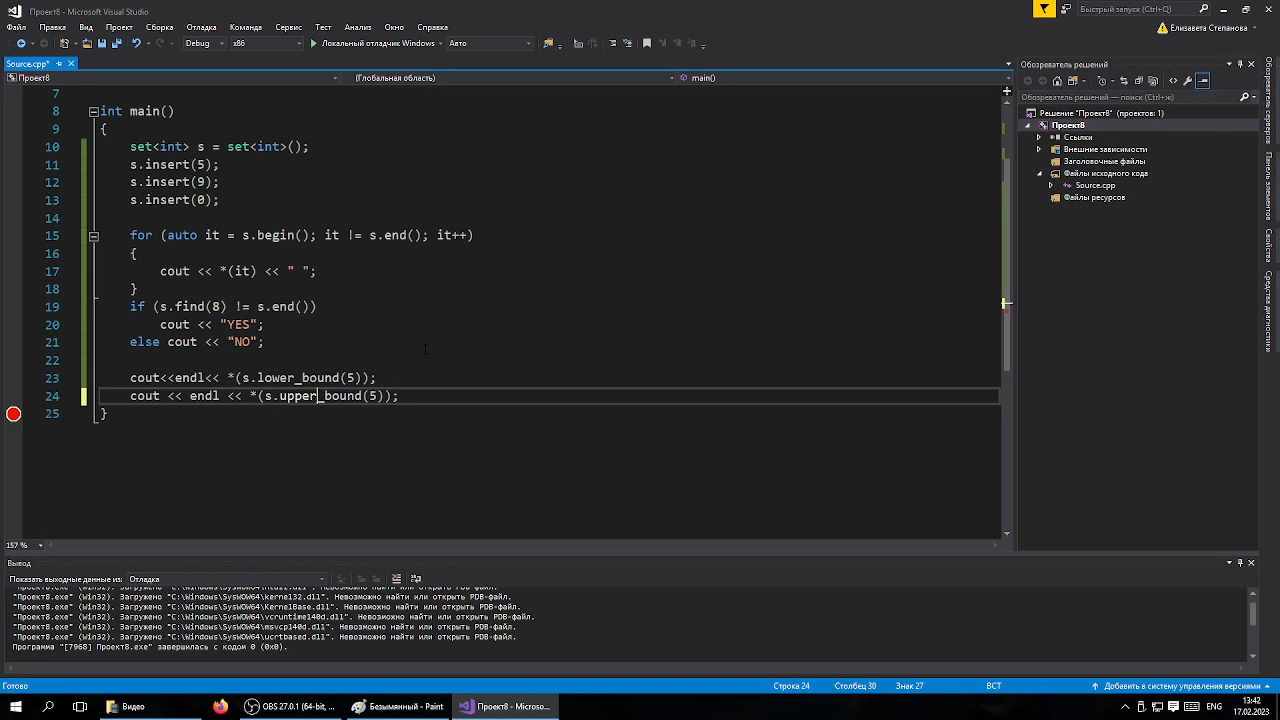 Проект8 - Microsoft Visual Studio
Быстрый запуск (Ctrl+Q)
Файл Правка Вид Проект Сборка Отладка Команда Сервис Тест Анализ Окно Справка
Елизавета Степанова
Debug x86 Локальный отладчик Windows Авто
Source.cpp*
Проект8 (Глобальная область) main()
7
8 int main()
9 {
10 set<int> s = set<int>();
11 s.insert(5);
12 s.insert(9);
13 s.insert(0);
14
15 for (auto it = s.begin(); it != s.end(); it++)
16 {
17 cout << *(it) << " ";
18 }
19 if (s.find(8) != s.end())
20 cout << "YES";
21 else cout << "NO";
22
23 cout<<endl<< *(s.lower_bound(5));
24 cout << endl << *(s.upper_bound(5));
25 }
157 %
Обозреватель решений
Обозреватель решений — поиск (Ctrl+ж)
Решение "Проект8" (проектов: 1)
Проект8
Ссылки
Внешние зависимости
Заголовочные файлы
Файлы исходного кода
Source.cpp
Файлы ресурсов
Обозреватель серверов
Панель элементов
Свойства
Средства диагностики
Вывод
Показать выходные данные из: Отладка
"Проект8.exe" (Win32). Загружено "C:\Windows\SysWOW64\kernel32.dll". Невозможно найти или открыть PDB-файл.
"Проект8.exe" (Win32). Загружено "C:\Windows\SysWOW64\KernelBase.dll". Невозможно найти или открыть PDB-файл.
"Проект8.exe" (Win32). Загружено "C:\Windows\SysWOW64\vcruntime140d.dll". Невозможно найти или открыть PDB-файл.
"Проект8.exe" (Win32). Загружено "C:\Windows\SysWOW64\msvcp140d.dll". Невозможно найти или открыть PDB-файл.
"Проект8.exe" (Win32). Загружено "C:\Windows\SysWOW64\ucrtbased.dll". Невозможно найти или открыть PDB-файл.
Программа "[7968] Проект8.exe" завершилась с кодом 0 (0x0).
Готово Строка 24 Столбец 30 Знак 27 ВСТ Добавить в систему управления версиями
Видео OBS 27.0.1 (64-bit, ... Безымянный - Paint Проект8 - Microso... ENG 13:42
17.02.2023